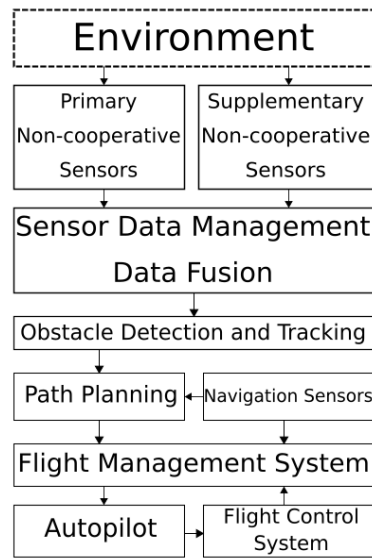 Environment
Primary
Non-cooperative
Sensors
Supplementary
Non-cooperative
Sensors
Sensor Data Management
Data Fusion
Obstacle Detection and Tracking
Path Planning
Navigation Sensors
Flight Management System
Autopilot
Flight Control
System